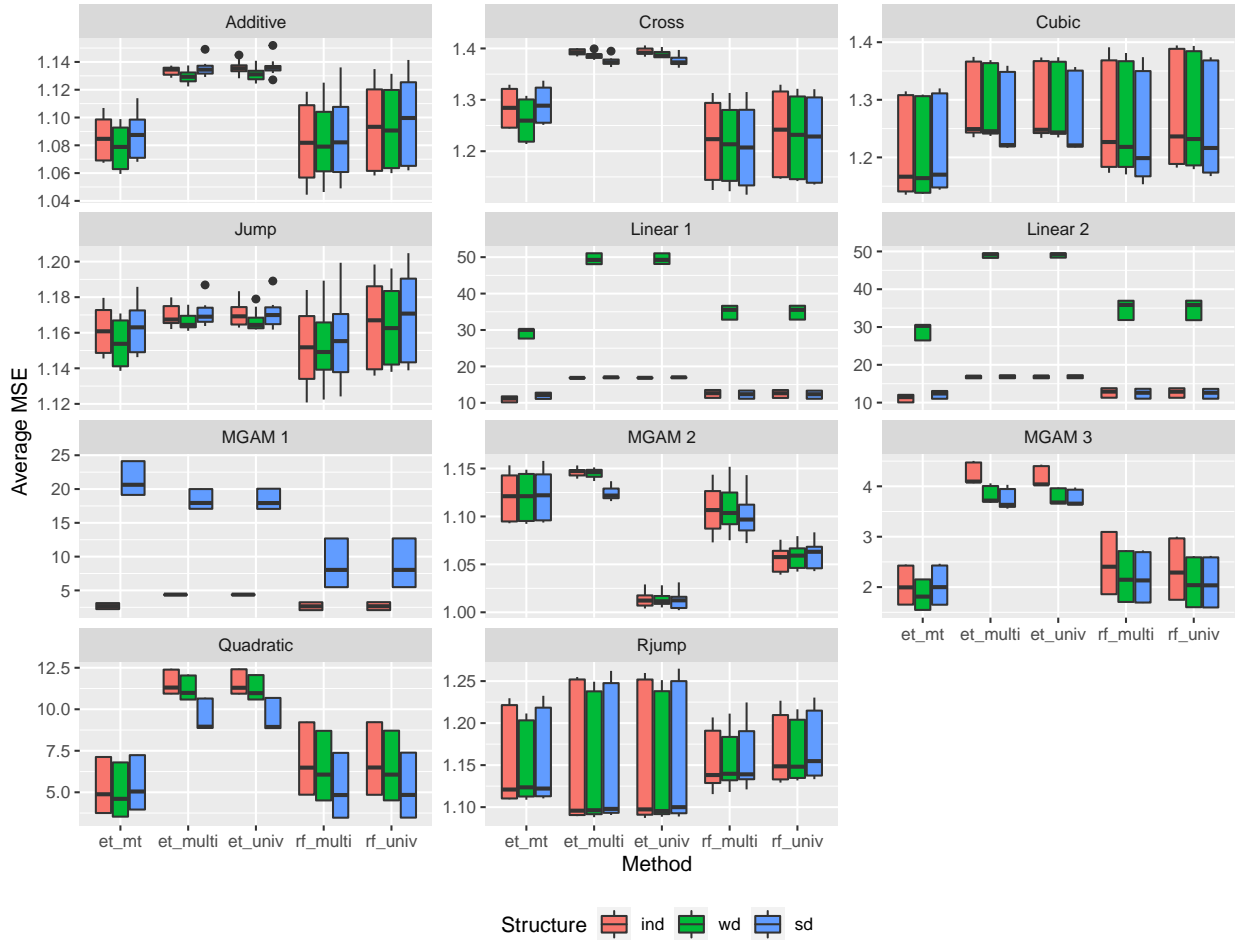 Additive
Cross
Cubic
1.14
1.12
1.10
1.08
1.06
1.04
1.4
1.3
1.2
1.4
1.3
1.2
Jump
Linear 1
Linear 2
1.20
1.18
1.16
1.14
1.12
50
40
30
20
10
50
40
30
20
10
Average MSE
MGAM 1
MGAM 2
MGAM 3
25
20
15
10
5
1.15
1.10
1.05
1.00
4
3
2
et_mt et_multi et_univ rf_multi rf_univ
Quadratic
Rjump
12.5
10.0
7.5
5.0
1.25
1.20
1.15
1.10
et_mt et_multi et_univ rf_multi rf_univ
et_mt et_multi et_univ rf_multi rf_univ
Method
Structure ind wd sd